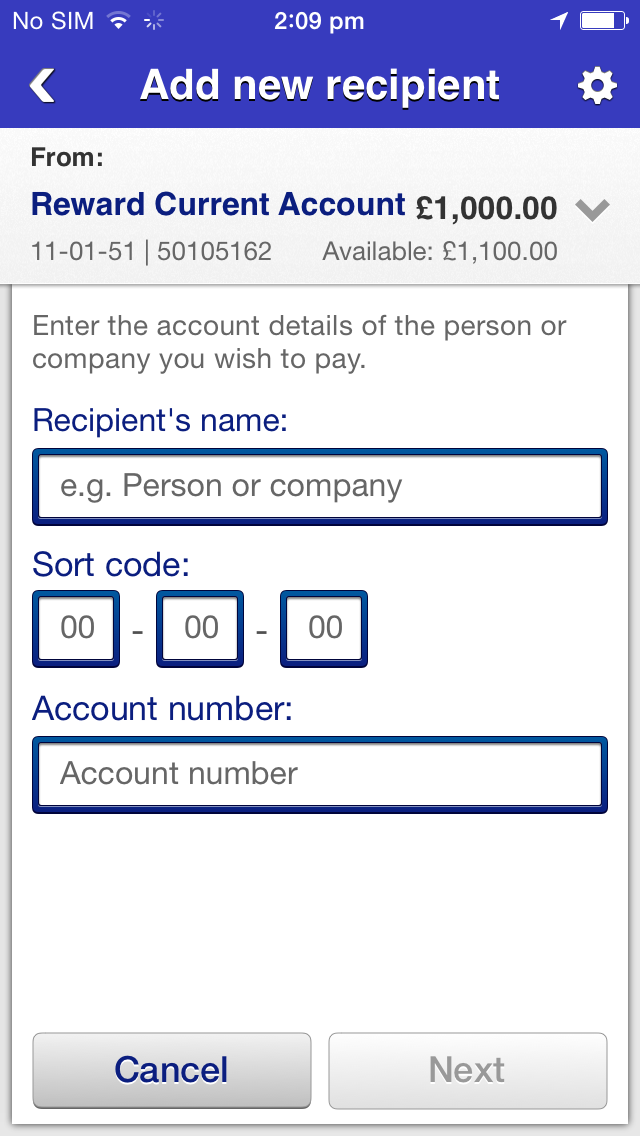 No SIM 2:09 pm
Add new recipient
From:
Reward Current Account £1,000.00
11-01-51 | 50105162 Available: £1,100.00
Enter the account details of the person or
company you wish to pay.
Recipient's name:
e.g. Person or company
Sort code:
00 - 00 - 00
Account number:
Account number
Cancel Next